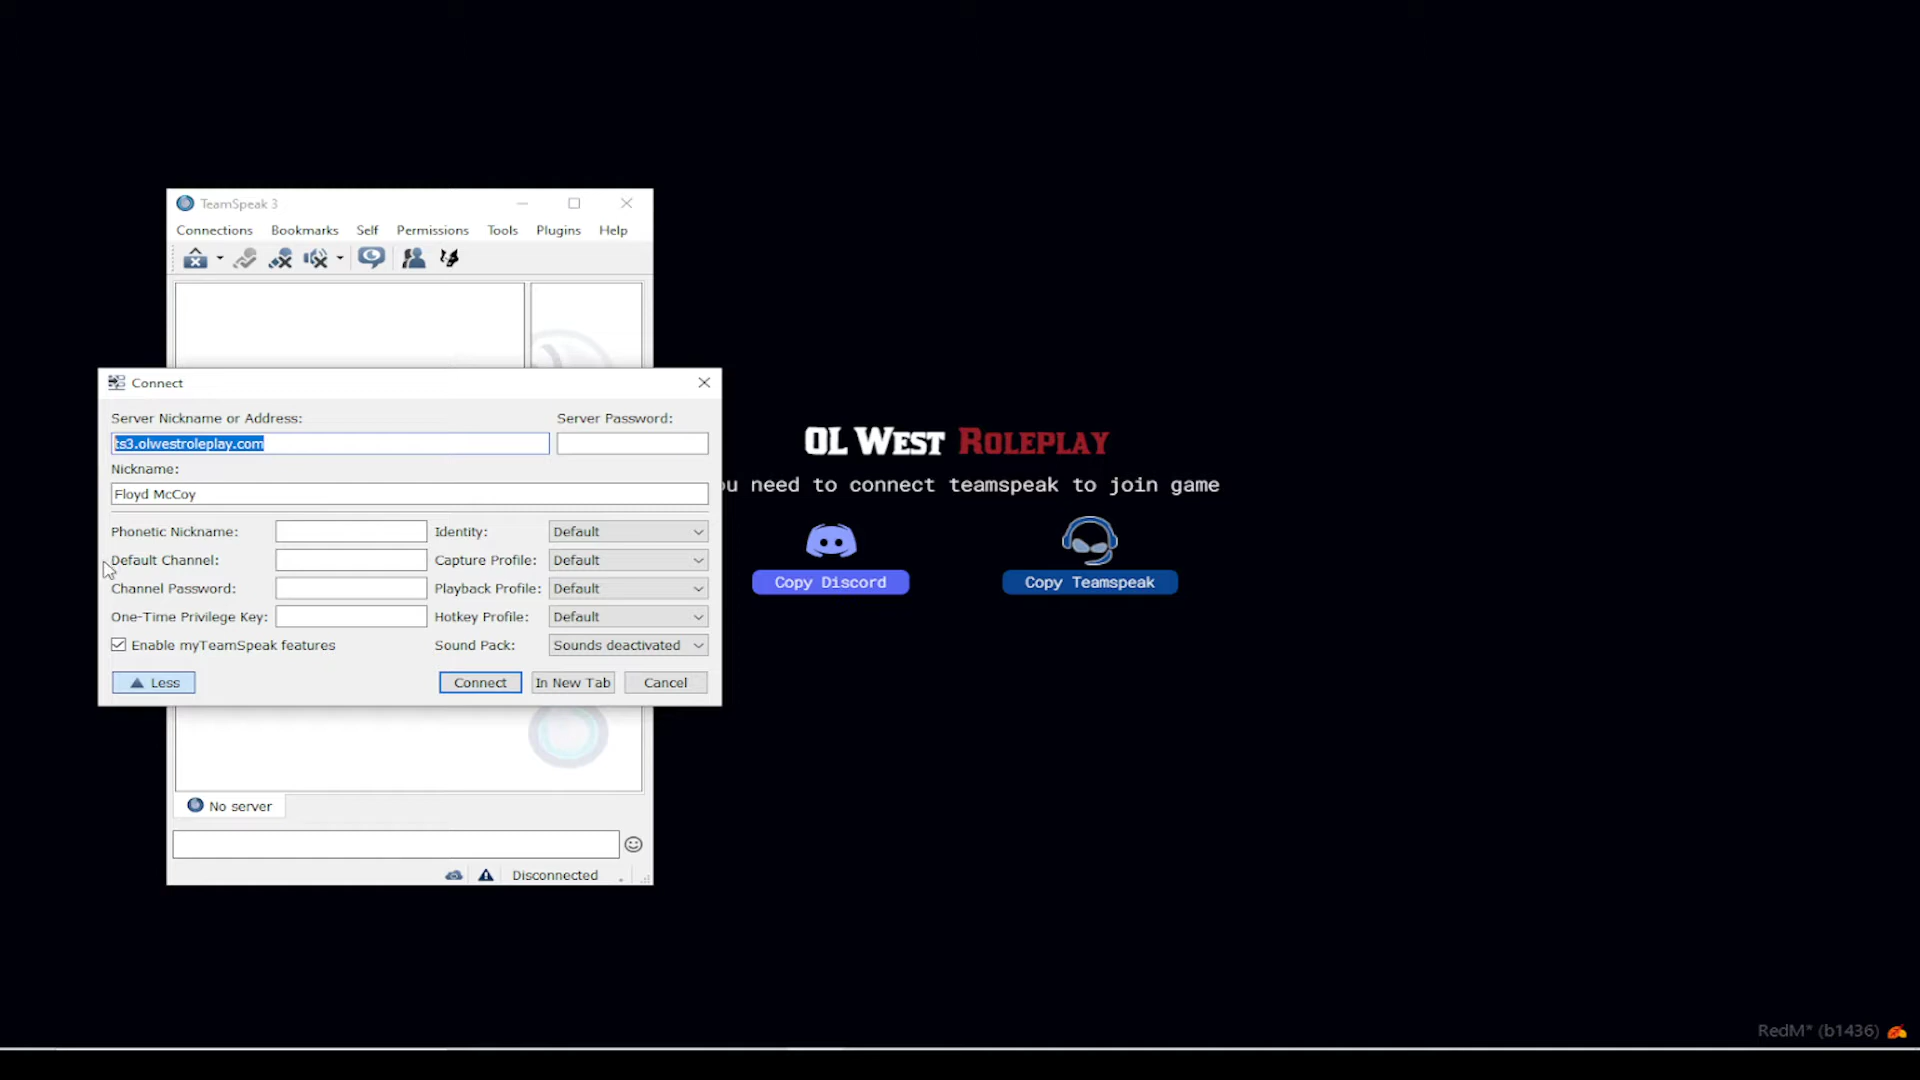 TeamSpeak 3
Connections Bookmarks Self Permissions Tools Plugins Help
Connect
Server Nickname or Address: Server Password:
ts3.olwestroleplay.com
Nickname:
Floyd McCoy
Phonetic Nickname: Identity: Default
Default Channel: Capture Profile: Default
Channel Password: Playback Profile: Default
One-Time Privilege Key: Hotkey Profile: Default
Enable myTeamSpeak features Sound Pack: Sounds deactivated
Less Connect In New Tab Cancel
No server
Disconnected
OL WEST ROLEPLAY
ou need to connect teamspeak to join game
Copy Discord Copy Teamspeak
RedM* (b1436)